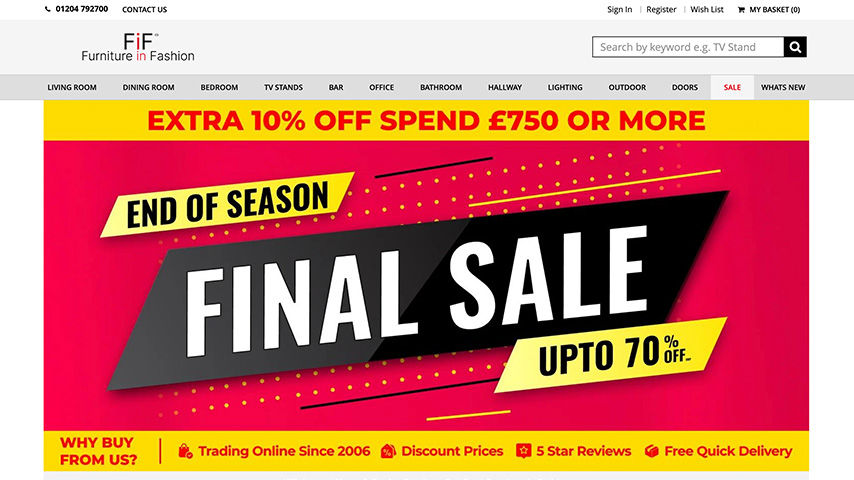 01204 792700 CONTACT US Sign In Register Wish List MY BASKET (0)
FiF
Furniture in Fashion
Search by keyword e.g. TV Stand
LIVING ROOM DINING ROOM BEDROOM TV STANDS BAR OFFICE BATHROOM HALLWAY LIGHTING OUTDOOR DOORS SALE WHATS NEW
EXTRA 10% OFF SPEND £750 OR MORE
END OF SEASON
FINAL SALE
UPTO 70% OFF
WHY BUY
FROM US?
Trading Online Since 2006 Discount Prices 5 Star Reviews Free Quick Delivery